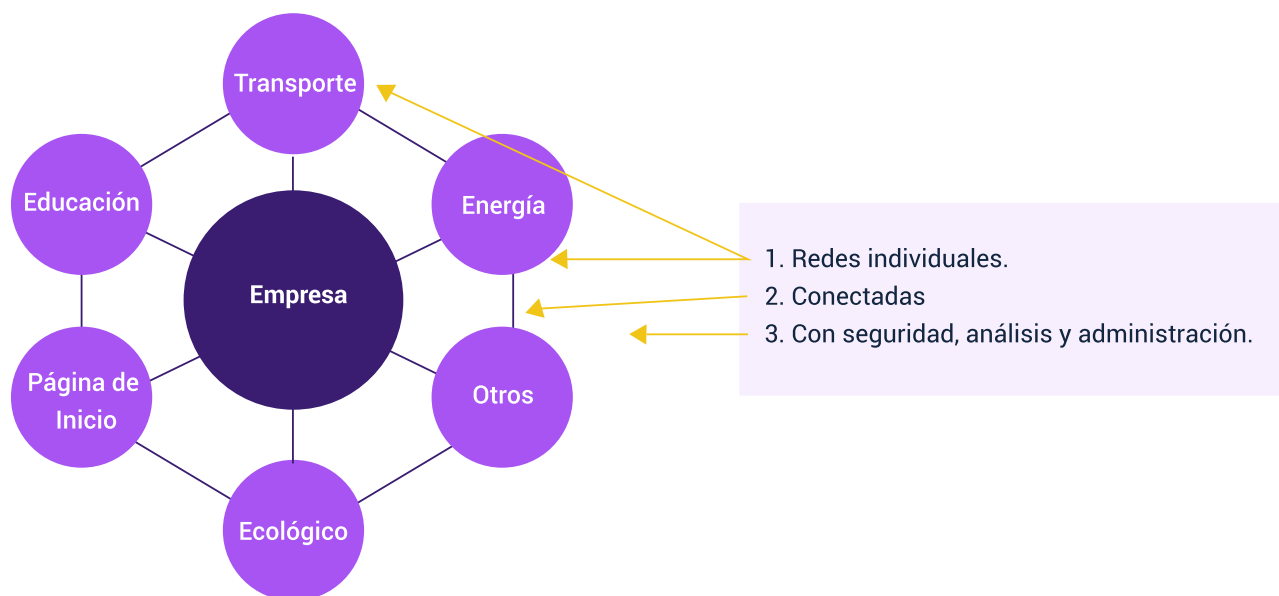 Transporte
Educación
Energía
Empresa
Página de
Inicio
Otros
Ecológico
1. Redes individuales.
2. Conectadas
3. Con seguridad, análisis y administración.